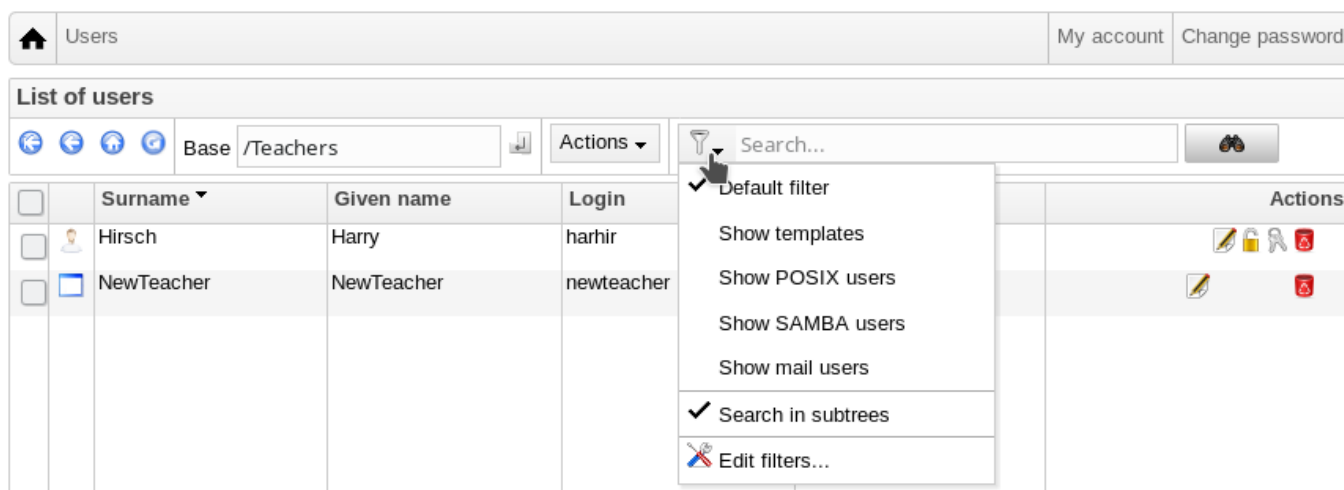 Users My account Change password
List of users
Base /Teachers Actions Search...
Surname Given name Login Actions
Hirsch Harry harhir
NewTeacher NewTeacher newteacher
Default filter
Show templates
Show POSIX users
Show SAMBA users
Show mail users
Search in subtrees
Edit filters...